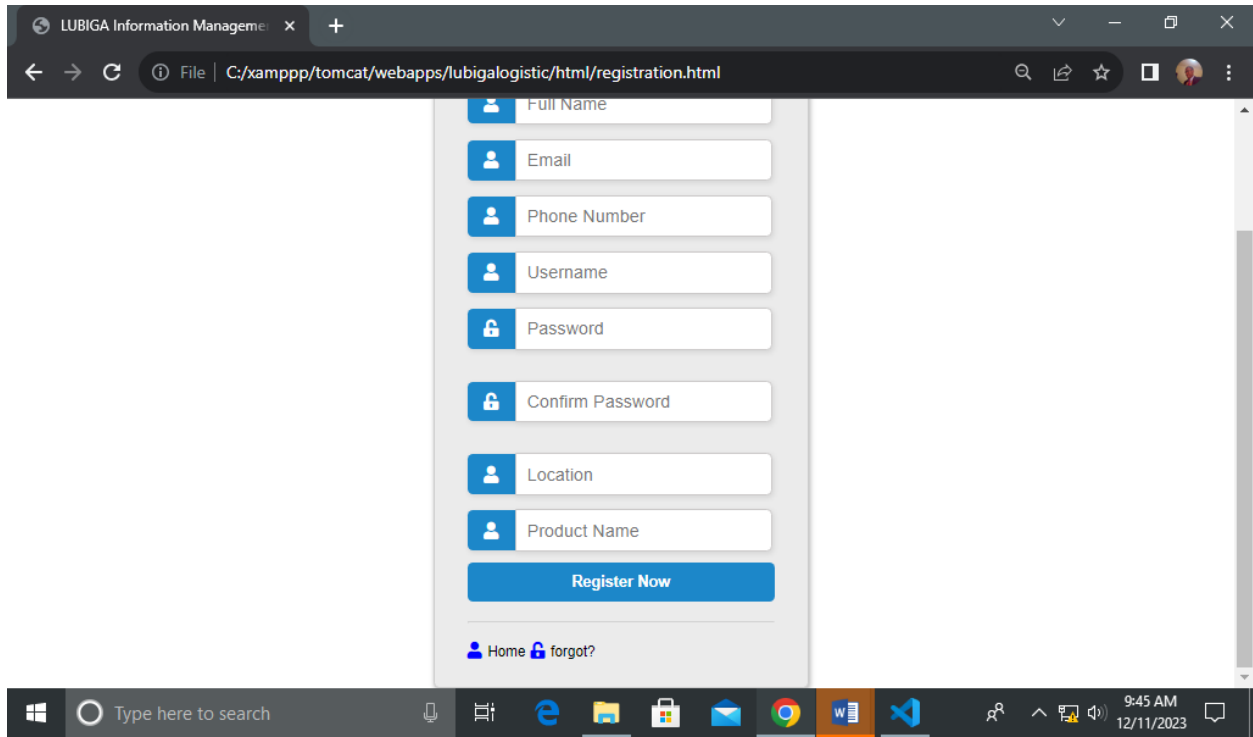 LUBIGA Information Manageme
File C:/xamppp/tomcat/webapps/lubigalogistic/html/registration.html
Full Name
Email
Phone Number
Username
Password
Confirm Password
Location
Product Name
Register Now
Home forgot?
Type here to search
9:45 AM
12/11/2023